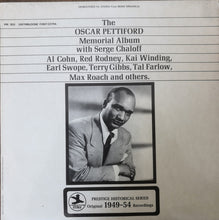 The
OSCAR PETTIFORD
Memorial Album
with Serge Chaloff
Al Cohn, Red Rodney, Kai Winding,
Earl Swope, Terry Gibbs, Tal Farlow,
Max Roach and others.
PRESTIGE HISTORICAL SERIES
Original 1949-54 Recordings